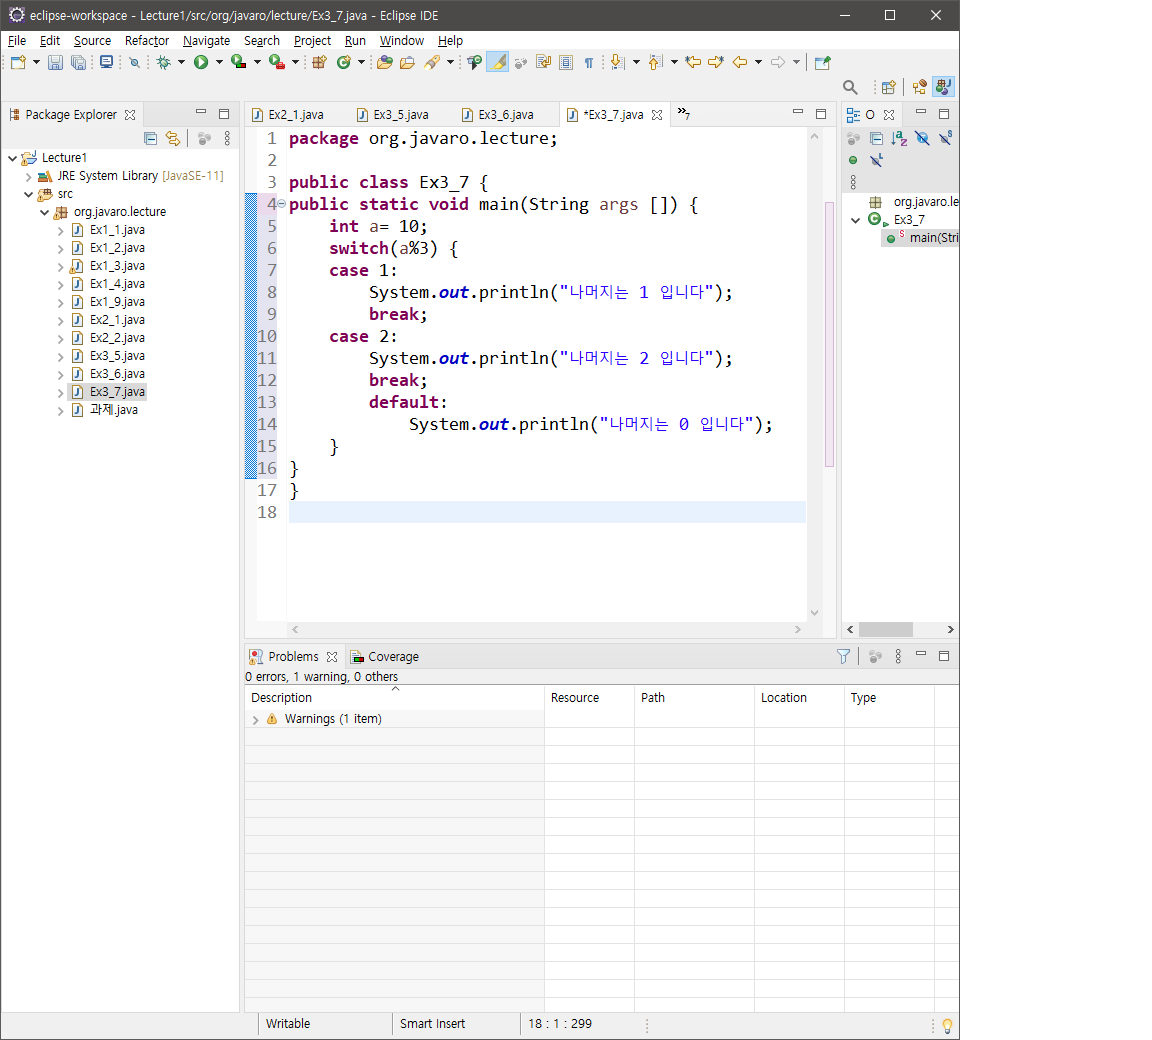 eclipse-workspace - Lecture1/src/org/javaro/lecture/Ex3_7.java - Eclipse IDE
File Edit Source Refactor Navigate Search Project Run Window Help
Package Explorer
Lecture1
JRE System Library [JavaSE-11]
src
org.javaro.lecture
Ex1_1.java
Ex1_2.java
Ex1_3.java
Ex1_4.java
Ex1_9.java
Ex2_1.java
Ex2_2.java
Ex3_5.java
Ex3_6.java
Ex3_7.java
과제.java
Ex2_1.java Ex3_5.java Ex3_6.java *Ex3_7.java »7
1 package org.javaro.lecture;
2
3 public class Ex3_7 {
4 public static void main(String args []) {
5 int a= 10;
6 switch(a%3) {
7 case 1:
8 System.out.println("나머지는 1 입니다");
9 break;
10 case 2:
11 System.out.println("나머지는 2 입니다");
12 break;
13 default:
14 System.out.println("나머지는 0 입니다");
15 }
16 }
17 }
18
O
org.javaro.le
Ex3_7
main(Stri
Problems Coverage
0 errors, 1 warning, 0 others
Description Resource Path Location Type
Warnings (1 item)
Writable Smart Insert 18 : 1 : 299